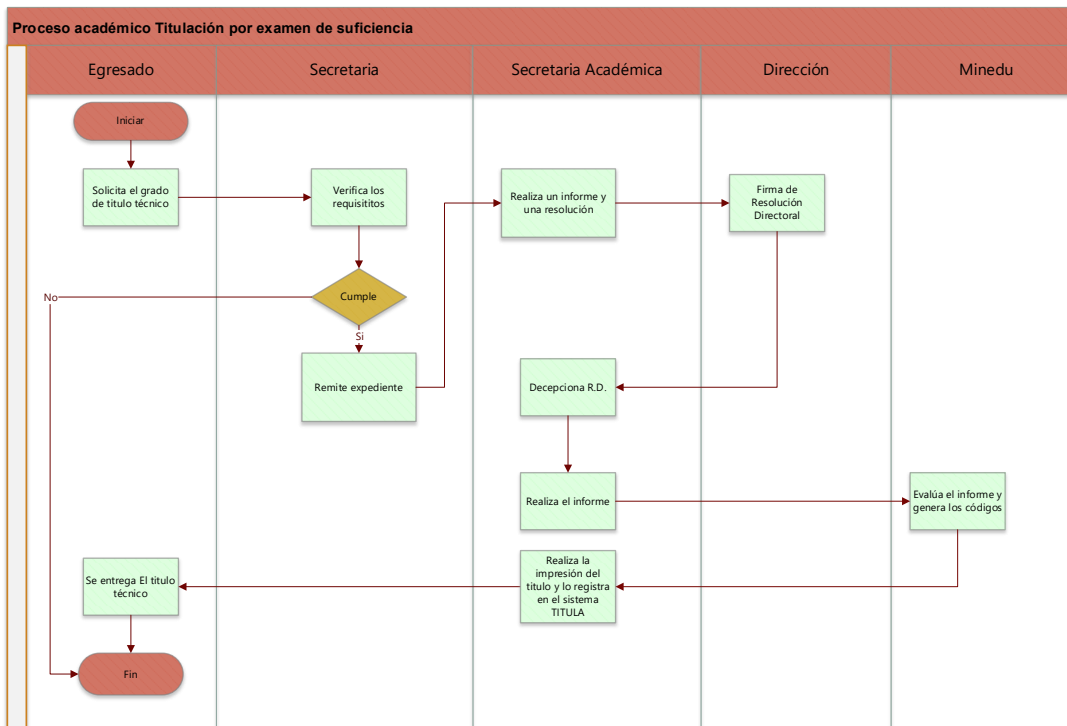 Proceso académico Titulación por examen de suficiencia
Egresado
Secretaria
Secretaria Académica
Dirección
Minedu
Iniciar
Solicita el grado
de titulo técnico
Verifica los
requisititos
Realiza un informe y
una resolución
Firma de
Resolución
Directoral
No
Cumple
Si
Remite expediente
Decepciona R.D.
Realiza el informe
Evalúa el informe y
genera los códigos
Se entrega El titulo
técnico
Realiza la
impresión del
titulo y lo registra
en el sistema
TITULA
Fin